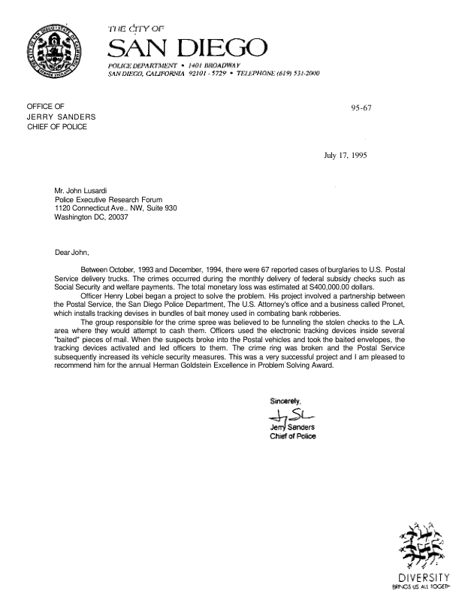 THE CITY OF
SAN DIEGO
POLICE DEPARTMENT • 1401 BROADWAY
SAN DIEGO, CALIFORNIA 92101 - 5729 • TELEPHONE (619) 531-2000
OFFICE OF
JERRY SANDERS
CHIEF OF POLICE
95-67
July 17, 1995
Mr. John Lusardi
Police Executive Research Forum
1120 Connecticut Ave.. NW, Suite 930
Washington DC, 20037
Dear John,
Between October, 1993 and December, 1994, there were 67 reported cases of burglaries to U.S. Postal
Service delivery trucks. The crimes occurred during the monthly delivery of federal subsidy checks such as
Social Security and welfare payments. The total monetary loss was estimated at S400,000.00 dollars.
Officer Henry Lobei began a project to solve the problem. His project involved a partnership between
the Postal Service, the San Diego Police Department, The U.S. Attorney's office and a business called Pronet,
which installs tracking devises in bundles of bait money used in combating bank robberies.
The group responsible for the crime spree was believed to be funneling the stolen checks to the L.A.
area where they would attempt to cash them. Officers used the electronic tracking devices inside several
"baited" pieces of mail. When the suspects broke into the Postal vehicles and took the baited envelopes, the
tracking devices activated and led officers to them. The crime ring was broken and the Postal Service
subsequently increased its vehicle security measures. This was a very successful project and I am pleased to
recommend him for the annual Herman Goldstein Excellence in Problem Solving Award.
Sincerely,
Jerry Sanders
Chief of Police
DIVERSITY
BRINGS US ALL TOGETH